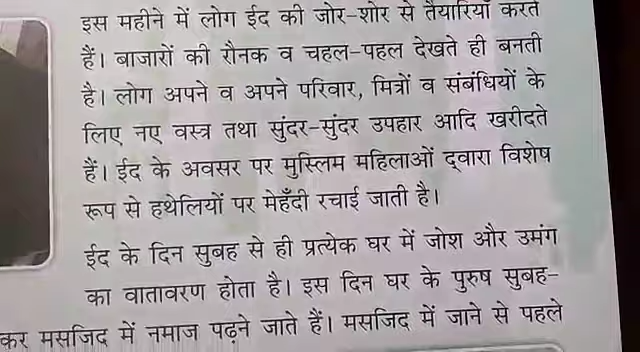 इस महीने में लोग ईद की जोर-शोर से तैयारियाँ करते
हैं। बाजारों की रौनक व चहल-पहल देखते ही बनती
है। लोग अपने व अपने परिवार, मित्रों व संबंधियों के
लिए नए वस्त्र तथा सुंदर-सुंदर उपहार आदि खरीदते
हैं। ईद के अवसर पर मुस्लिम महिलाओं द्वारा विशेष
रूप से हथेलियों पर मेहँदी रचाई जाती है।
ईद के दिन सुबह से ही प्रत्येक घर में जोश और उमंग
का वातावरण होता है। इस दिन घर के पुरुष सुबह-
कर मसजिद में नमाज पढ़ने जाते हैं। मसजिद में जाने से पहले